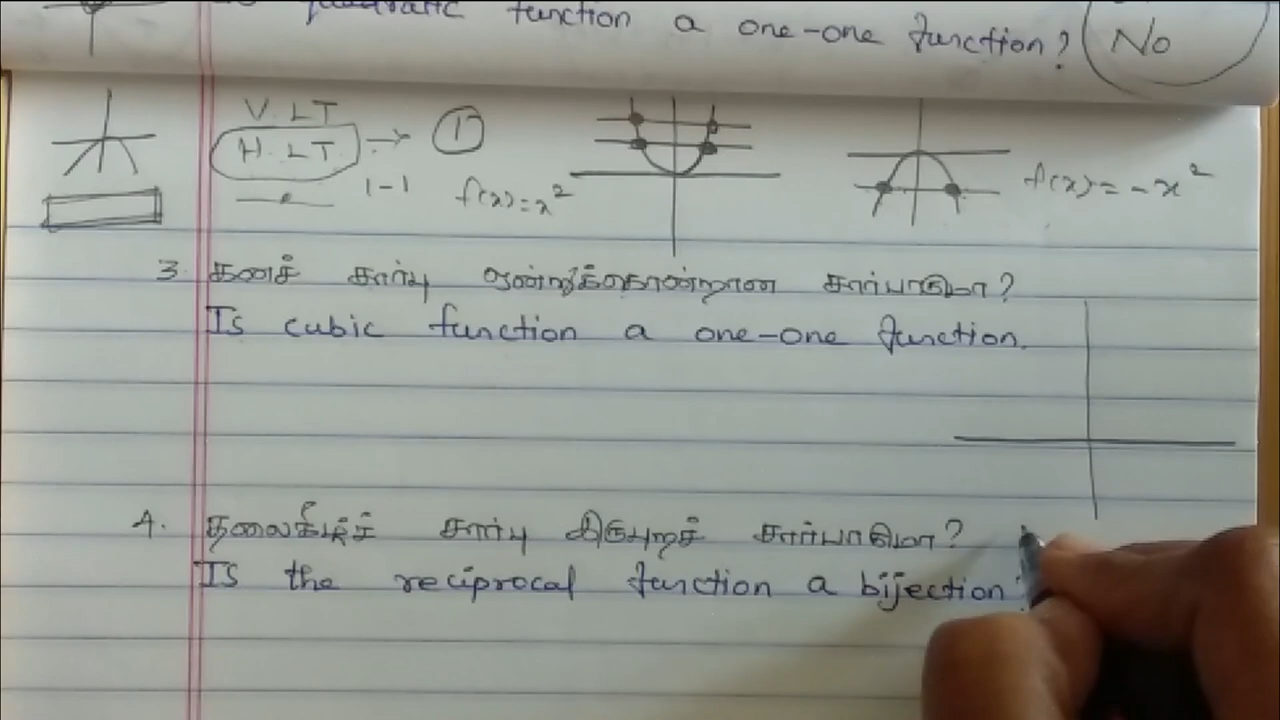 quadratic function a one-one function? No
V.LT
H.LT → 1
1-1 f(x)=x² f(x)=-x²
3. கனச் சார்பு ஒன்றுக்கொன்றான சார்பாகுமா?
Is cubic function a one-one function.
4. தலைகீழ்ச் சார்பு இருபுறச் சார்பாகுமா?
Is the reciprocal function a bijection?